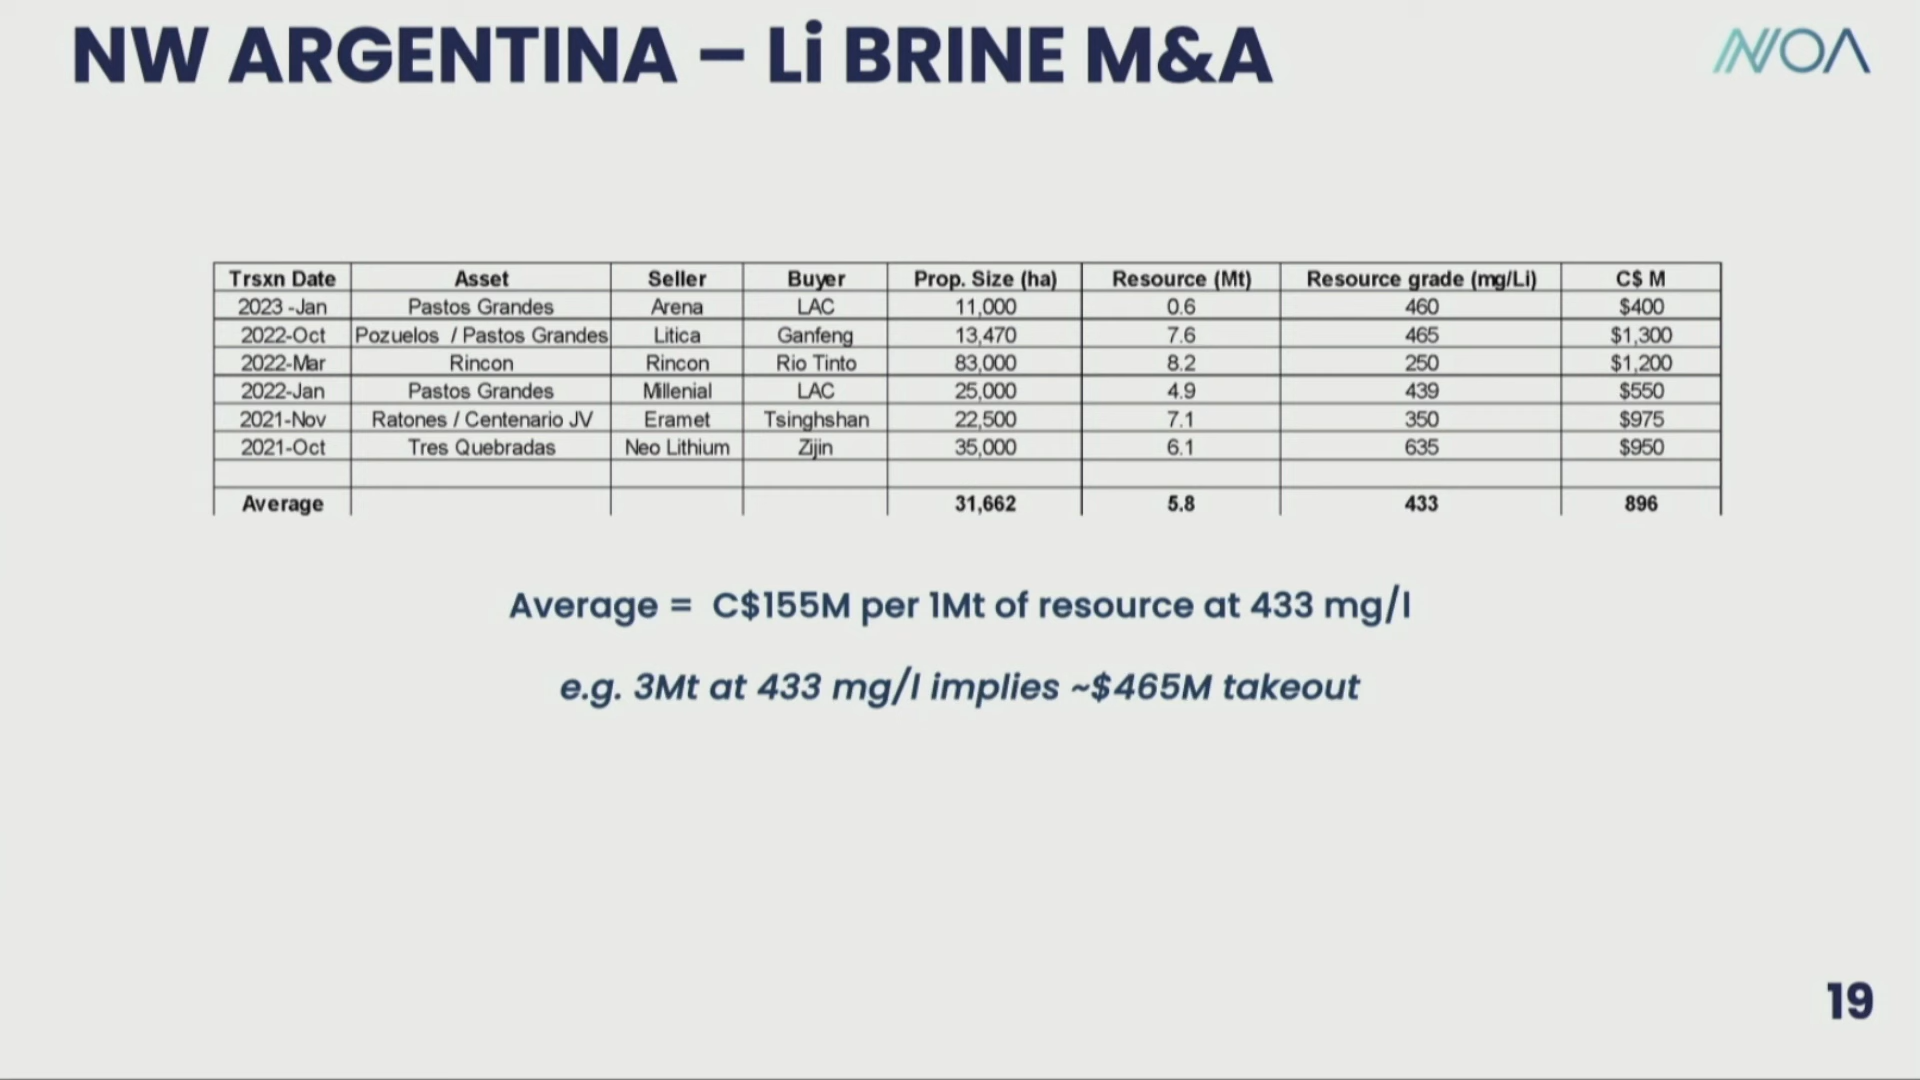 NW ARGENTINA – Li BRINE M&A
NOA
Trsxn Date Asset Seller Buyer Prop. Size (ha) Resource (Mt) Resource grade (mg/Li) C$ M
2023 -Jan Pastos Grandes Arena LAC 11,000 0.6 460 $400
2022-Oct Pozuelos / Pastos Grandes Litica Ganfeng 13,470 7.6 465 $1,300
2022-Mar Rincon Rincon Rio Tinto 83,000 8.2 250 $1,200
2022-Jan Pastos Grandes Millenial LAC 25,000 4.9 439 $550
2021-Nov Ratones / Centenario JV Eramet Tsinghshan 22,500 7.1 350 $975
2021-Oct Tres Quebradas Neo Lithium Zijin 35,000 6.1 635 $950
Average 31,662 5.8 433 896
Average = C$155M per 1Mt of resource at 433 mg/l
e.g. 3Mt at 433 mg/l implies ~$465M takeout
19